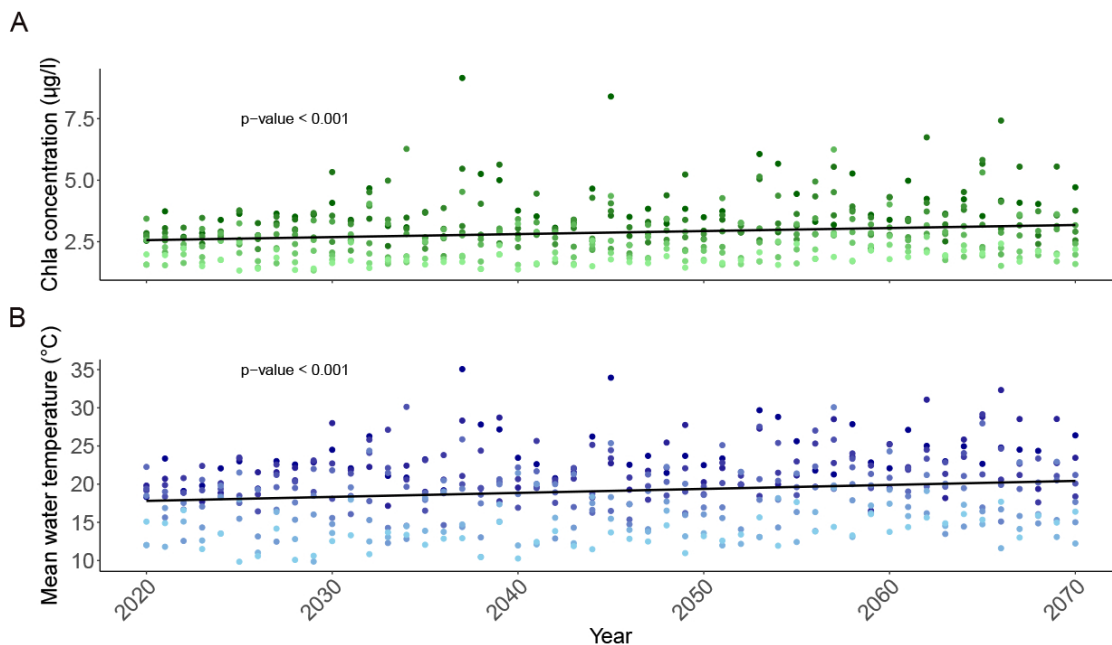 A
Chla concentration (µg/l)
7.5
5.0
2.5
p−value < 0.001
B
Mean water temperature (°C)
35
30
25
20
15
10
p−value < 0.001
2020
2030
2040
2050
2060
2070
Year